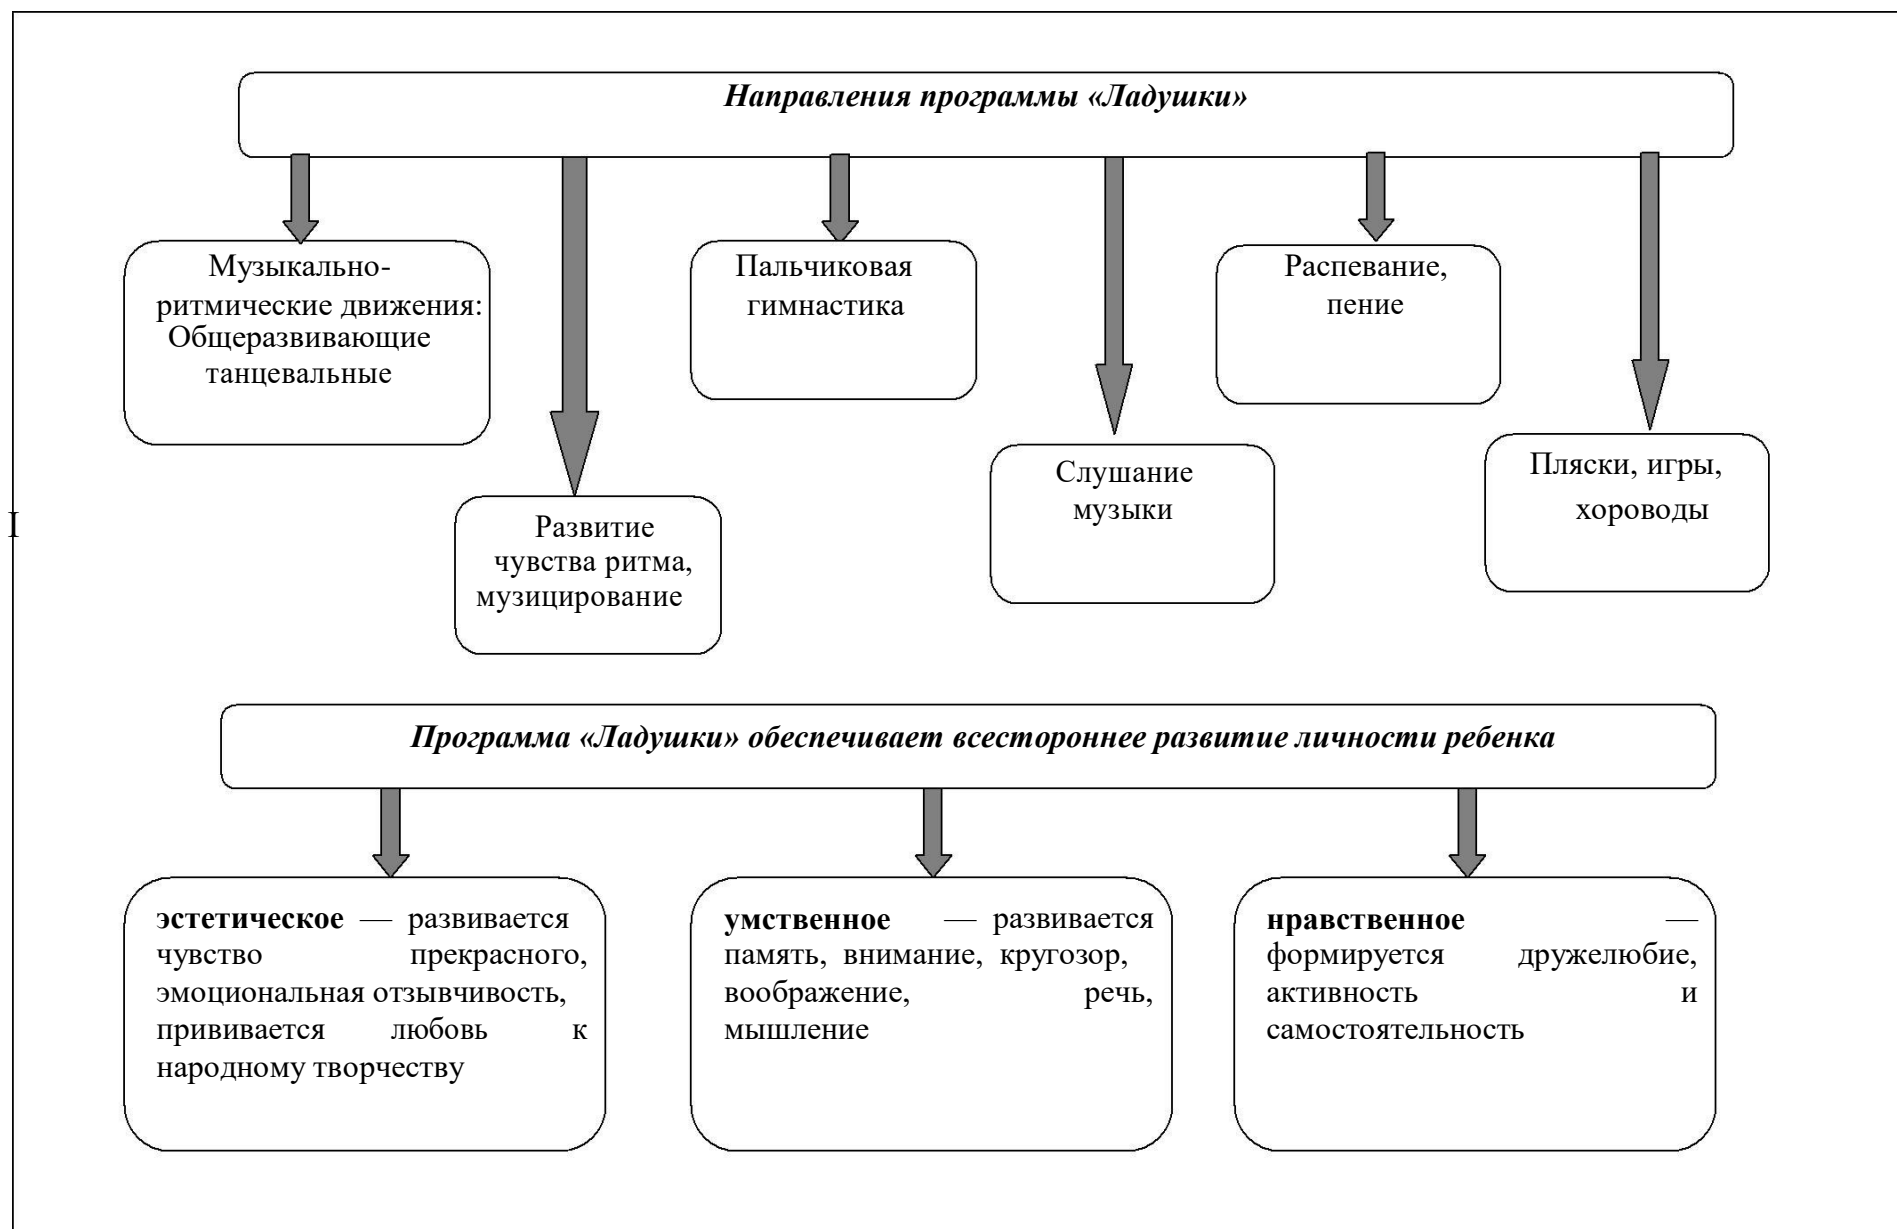 Направления программы «Ладушки»
Музыкально-
ритмические движения:
Общеразвивающие
танцевальные
Развитие
чувства ритма,
музицирование
Пальчиковая
гимнастика
Слушание
музыки
Распевание,
пение
Пляски, игры,
хороводы
I
Программа «Ладушки» обеспечивает всестороннее развитие личности ребенка
эстетическое — развивается
чувство прекрасного,
эмоциональная отзывчивость,
прививается любовь к
народному творчеству
умственное — развивается
память, внимание, кругозор,
воображение, речь,
мышление
нравственное —
формируется дружелюбие,
активность и
самостоятельность